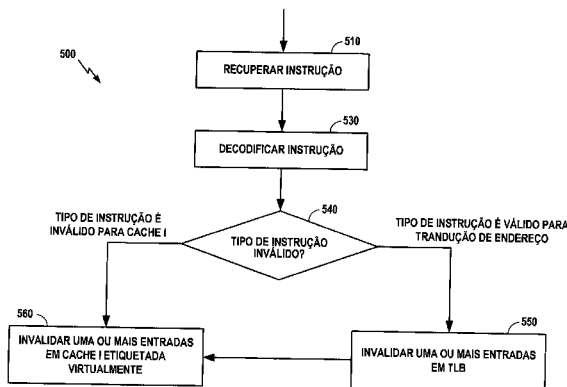 510
500
RECUPERAR INSTRUÇÃO
530
DECODIFICAR INSTRUÇÃO
540
TIPO DE INSTRUÇÃO É
INVÁLIDO PARA CACHE I
TIPO DE INSTRUÇÃO
INVÁLIDO?
TIPO DE INSTRUÇÃO É VÁLIDO PARA
TRANDUÇÃO DE ENDEREÇO
560
INVALIDAR UMA OU MAIS ENTRADAS
EM CACHE I ETIQUETADA
VIRTUALMENTE
550
INVALIDAR UMA OU MAIS ENTRADAS
EM TLB